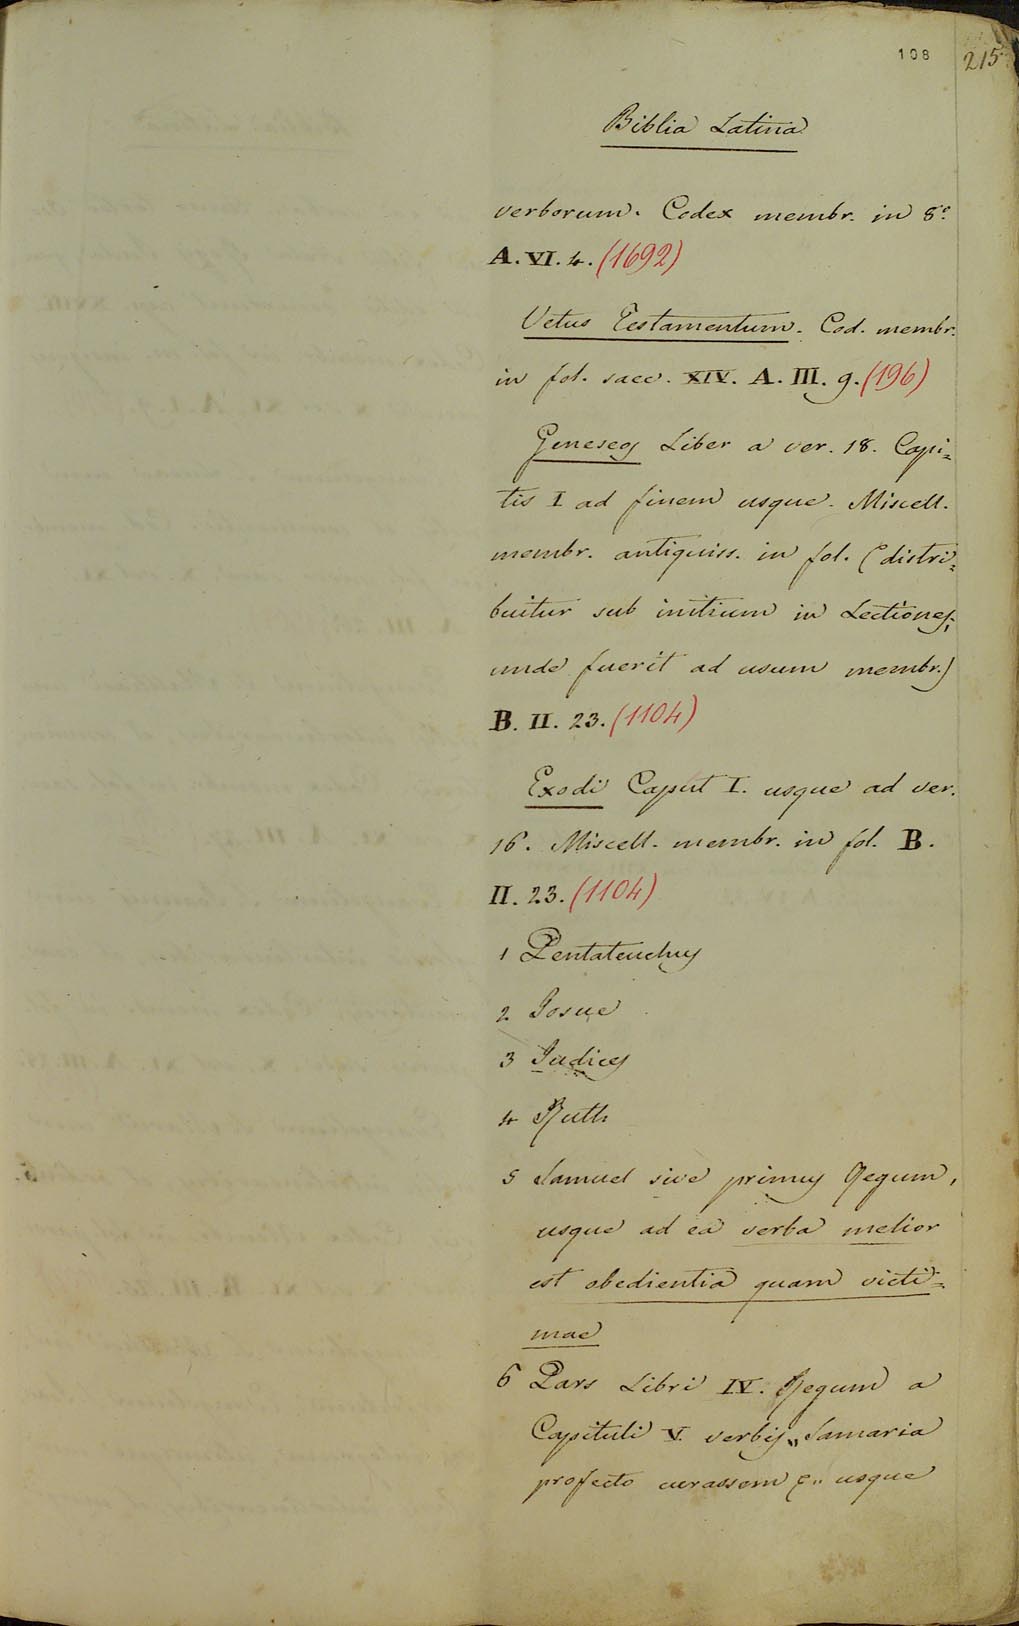 108 215
Biblia Latina
verborum. Codex membr. in 8.º
A. VI. 4. (1692)
Vetus Testamentum. Cod. membr.
in fol. saec. XIV. A. III. 9. (196)
Geneseos Liber a ver. 18. Capi=
tis I ad finem usque. Miscell.
membr. antiquiss. in fol. (distri=
buitur sub initium in Lectiones;
unde fuerit ad usum membr.)
B. II. 23. (1104)
Exodi Caput I. usque ad ver.
16. Miscell. membr. in fol. B.
II. 23. (1104)
1 Pentateuchus
2 Josue
3 Judices
4 Ruth
5 Samuel sive primus Regum,
usque ad ea verba melior
est obedientia quam victi=
mae
6 Pars Libri IV. Regum a
Capituli V. verbis „Samaria
profecto curassem usque